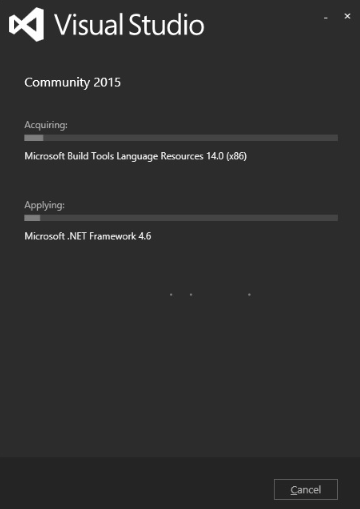 Visual Studio
Community 2015
Acquiring:
Microsoft Build Tools Language Resources 14.0 (x86)
Applying:
Microsoft .NET Framework 4.6
Cancel